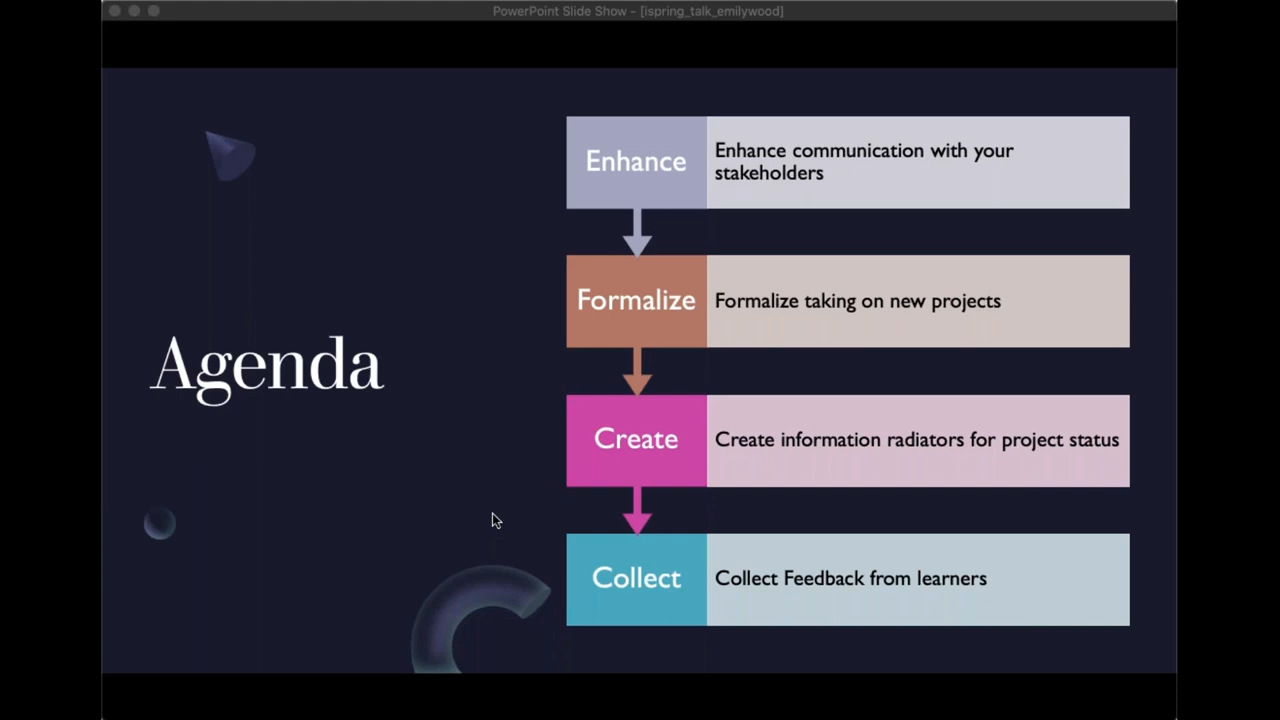 PowerPoint Slide Show - [ispring_talk_emilywood]
Agenda
Enhance
Enhance communication with your
stakeholders
Formalize
Formalize taking on new projects
Create
Create information radiators for project status
Collect
Collect Feedback from learners